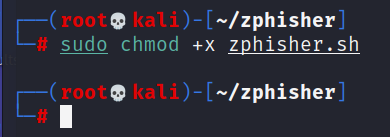 ┌──(root💀kali)-[~/zphisher]
└─# sudo chmod +x zphisher.sh
┌──(root💀kali)-[~/zphisher]
└─#